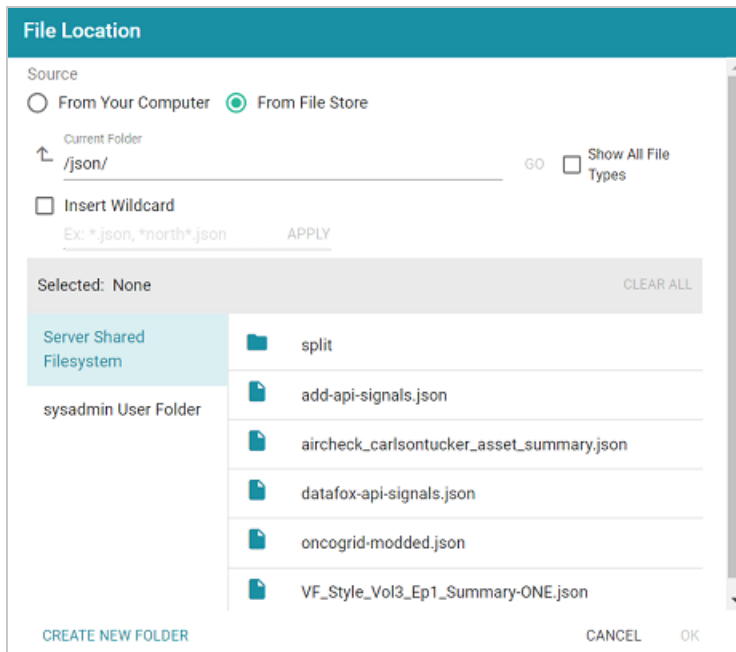 File Location
Source
From Your Computer From File Store
Current Folder
/json/
GO
Show All File
Types
Insert Wildcard
Ex: *.json, *north*.json APPLY
Selected: None CLEAR ALL
Server Shared
Filesystem
sysadmin User Folder
split
add-api-signals.json
aircheck_carlsontucker_asset_summary.json
datafox-api-signals.json
oncogrid-modded.json
VF_Style_Vol3_Ep1_Summary-ONE.json
CREATE NEW FOLDER CANCEL OK